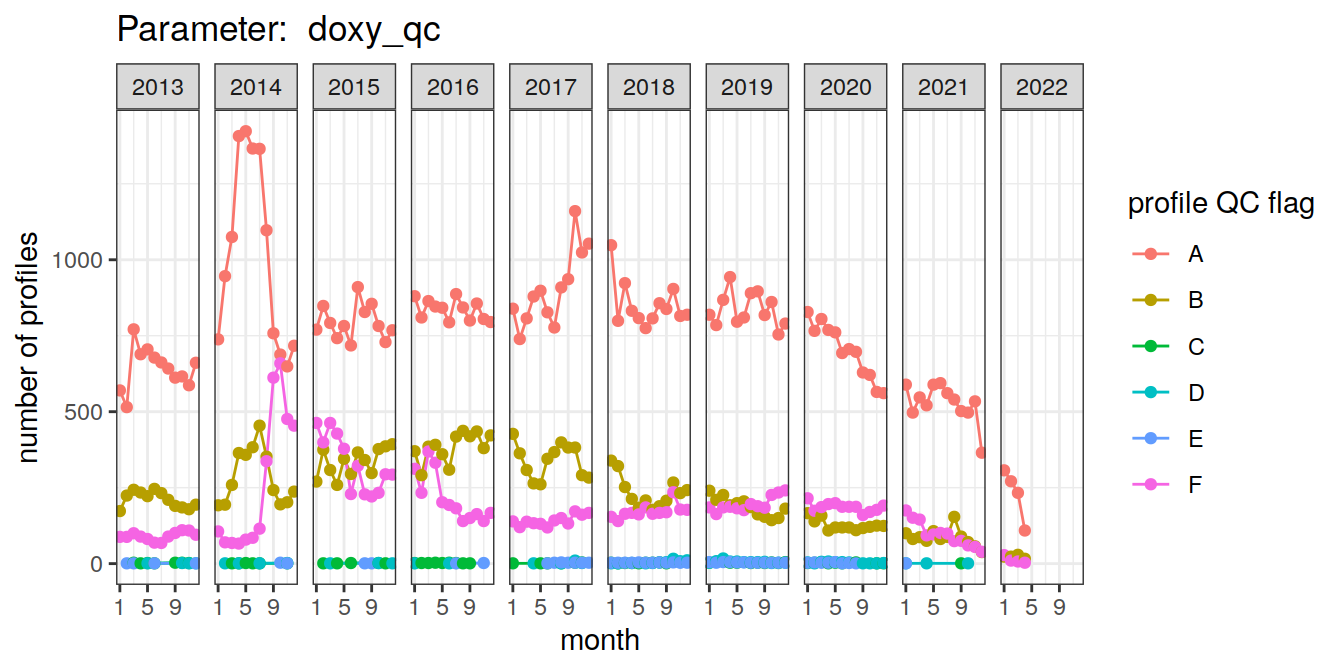 Parameter: doxy_qc
2013 2014 2015 2016 2017 2018 2019 2020 2021 2022
number of profiles
1000
500
0
1 5 9 1 5 9 1 5 9 1 5 9 1 5 9 1 5 9 1 5 9 1 5 9 1 5 9 1 5 9
month
profile QC flag
A
B
C
D
E
F